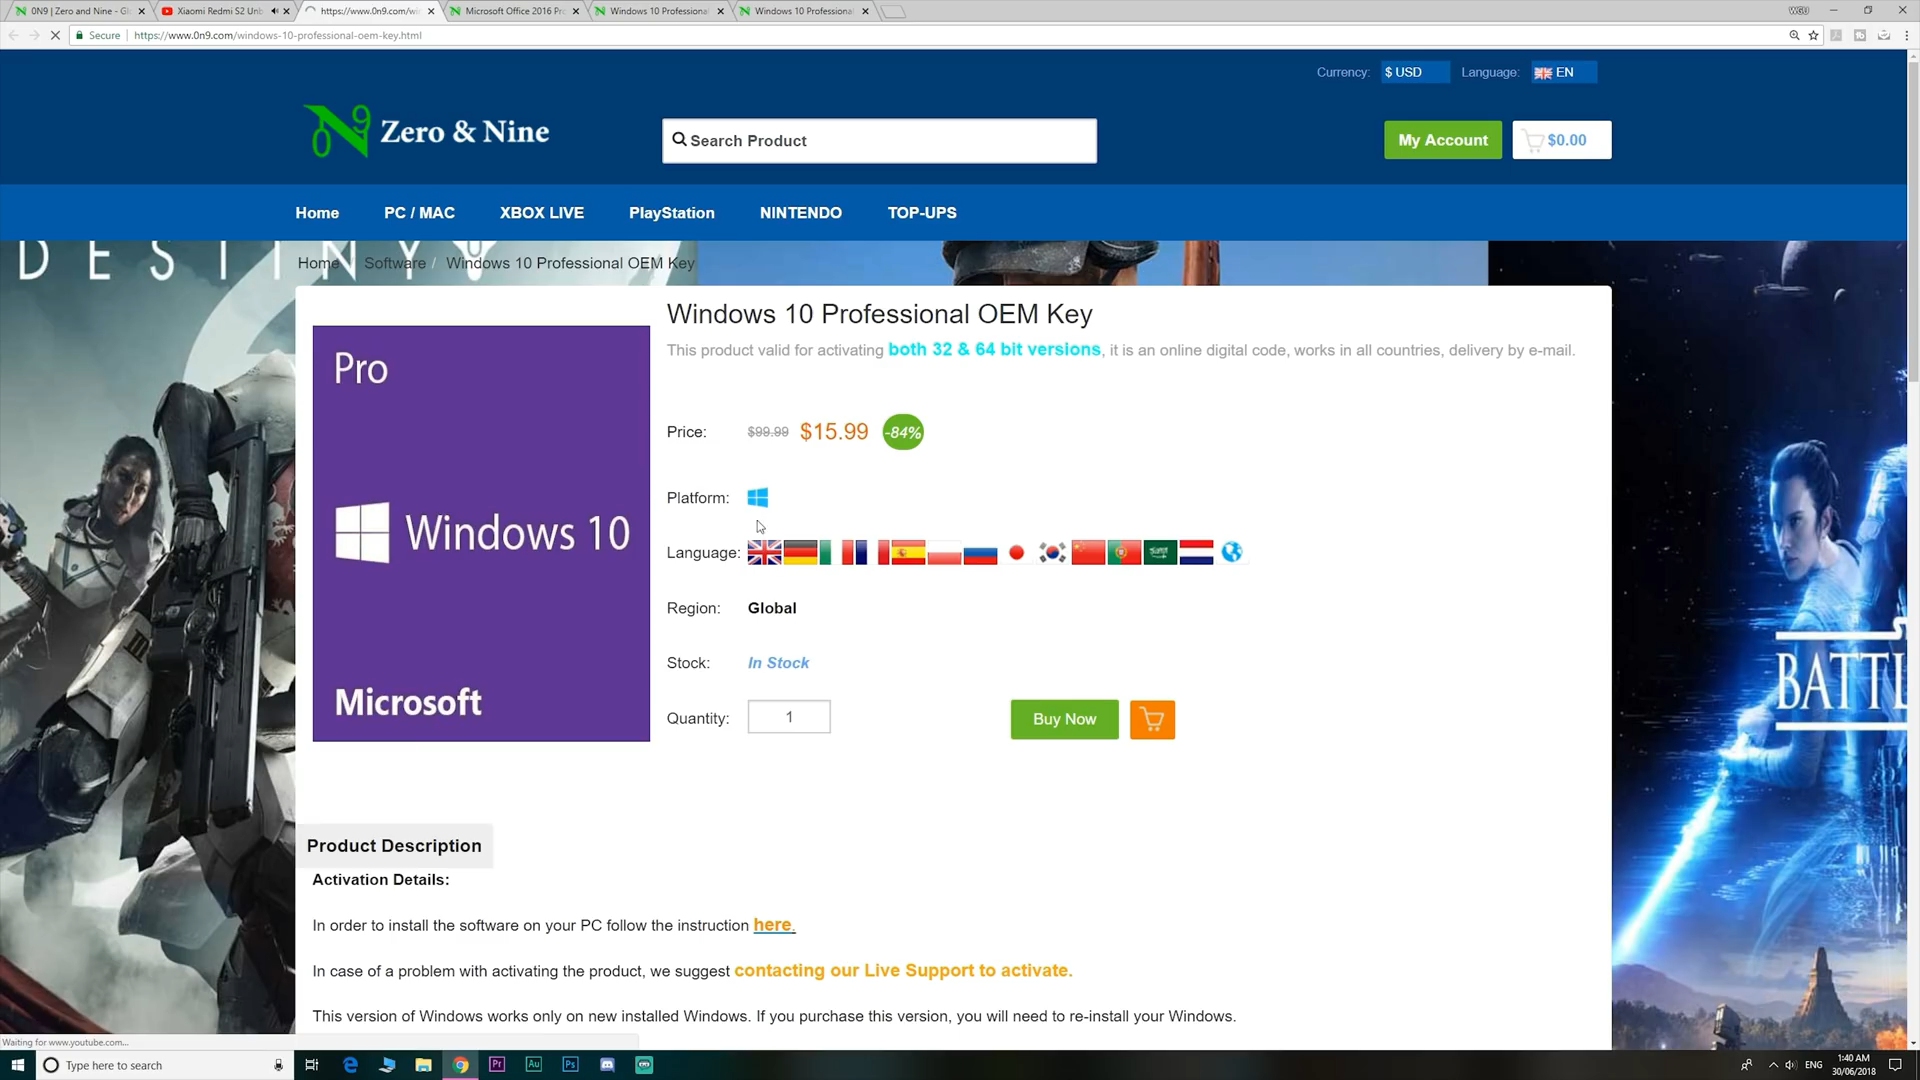 0N9 | Zero and Nine - Gl
Xiaomi Redmi S2 Unb
https://www.0n9.com/wi
Microsoft Office 2016 Pr
Windows 10 Professional
Windows 10 Professional
WGU
Secure
https://www.0n9.com/windows-10-professional-oem-key.html
Currency:
$ USD
Language:
EN
Zero & Nine
Search Product
My Account
$0.00
Home
PC / MAC
XBOX LIVE
PlayStation
NINTENDO
TOP-UPS
DESTINY
Home / Software / Windows 10 Professional OEM Key
Windows 10 Professional OEM Key
This product valid for activating both 32 & 64 bit versions, it is an online digital code, works in all countries, delivery by e-mail.
Pro
Windows 10
Microsoft
Price:
$99.99
$15.99
-84%
Platform:
Language:
Region:
Global
Stock:
In Stock
Quantity:
1
Buy Now
BATTL
Product Description
Activation Details:
In order to install the software on your PC follow the instruction here.
In case of a problem with activating the product, we suggest contacting our Live Support to activate.
This version of Windows works only on new installed Windows. If you purchase this version, you will need to re-install your Windows.
Waiting for www.youtube.com...
Type here to search
Pr
Au
Ps
ENG
1:40 AM
30/06/2018